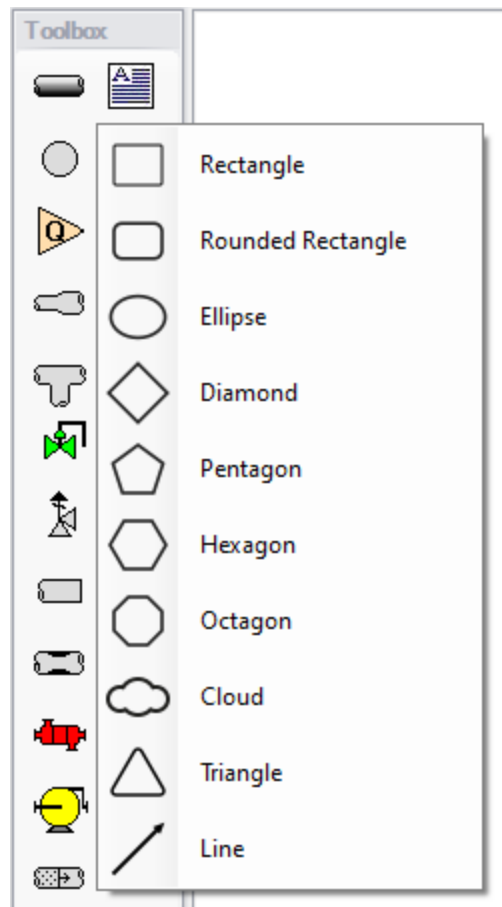 Toolbox
A
Q
Rectangle
Rounded Rectangle
Ellipse
Diamond
Pentagon
Hexagon
Octagon
Cloud
Triangle
Line